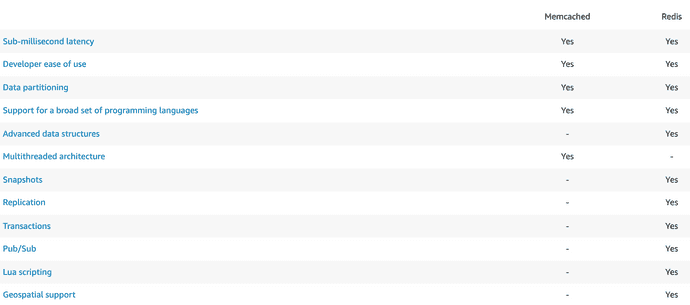 Memcached Redis
Sub-millisecond latency Yes Yes
Developer ease of use Yes Yes
Data partitioning Yes Yes
Support for a broad set of programming languages Yes Yes
Advanced data structures - Yes
Multithreaded architecture Yes -
Snapshots - Yes
Replication - Yes
Transactions - Yes
Pub/Sub - Yes
Lua scripting - Yes
Geospatial support - Yes